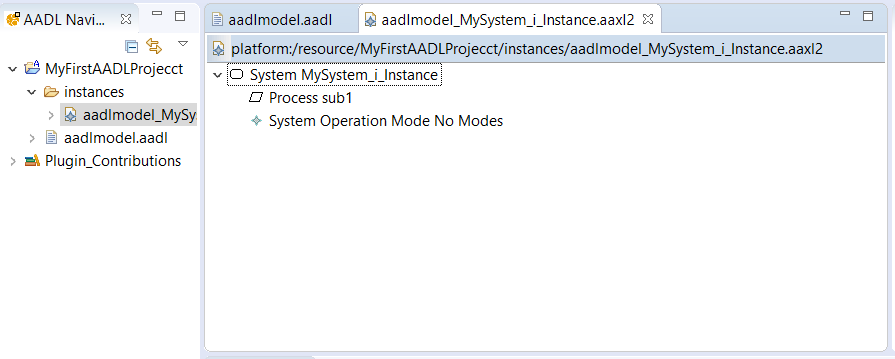 AADL Navi...
MyFirstAADLProjecct
instances
aadlmodel_MySy
aadlmodel.aadl
Plugin_Contributions
aadlmodel.aadl
aadlmodel_MySystem_i_Instance.aaxl2
platform:/resource/MyFirstAADLProjecct/instances/aadlmodel_MySystem_i_Instance.aaxl2
System MySystem_i_Instance
Process sub1
System Operation Mode No Modes